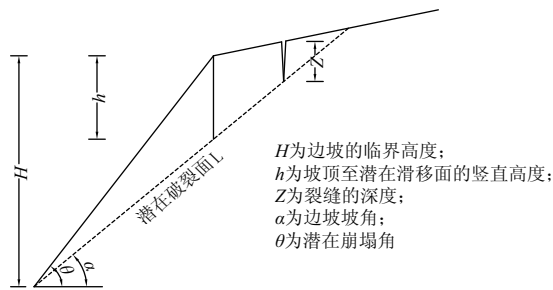 Z
h
H
潜在破裂面L
θ
α
H为边坡的临界高度；
h为坡顶至潜在滑移面的竖直高度；
Z为裂缝的深度；
α为边坡坡角；
θ为潜在崩塌角